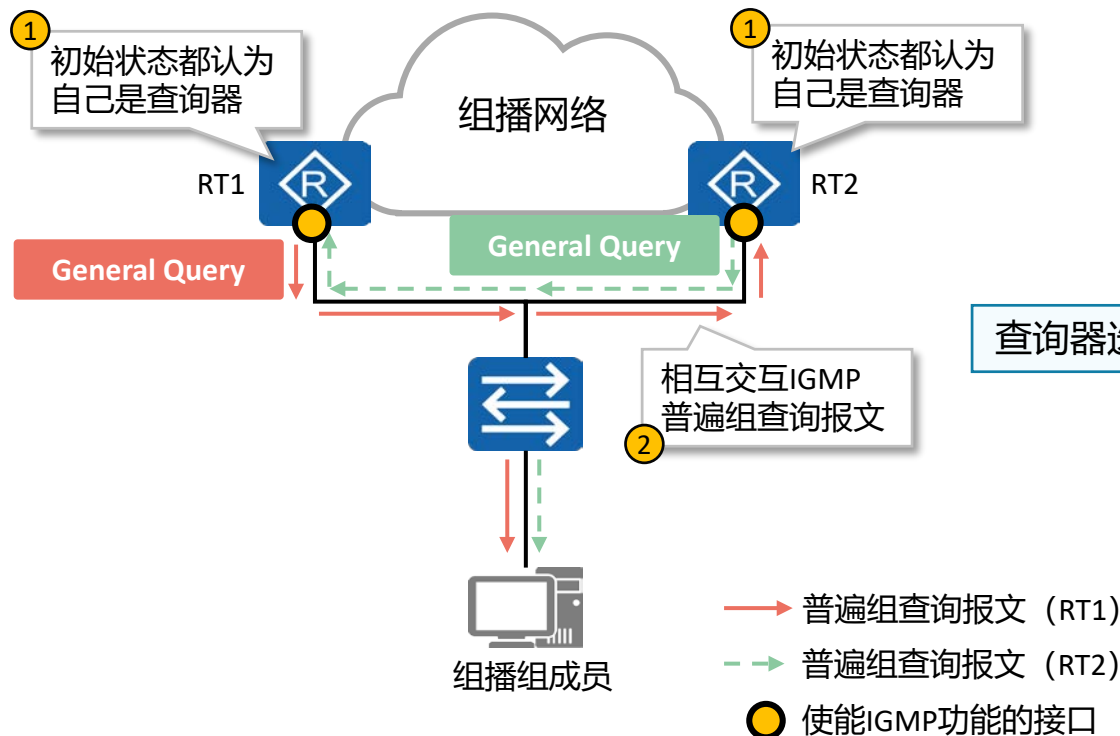 1
初始状态都认为
自己是查询器
1
初始状态都认为
自己是查询器
组播网络
RT1
R
R
RT2
General Query
General Query
查询器
相互交互IGMP
普遍组查询报文
2
组播组成员
普遍组查询报文（RT1）
普遍组查询报文（RT2）
使能IGMP功能的接口